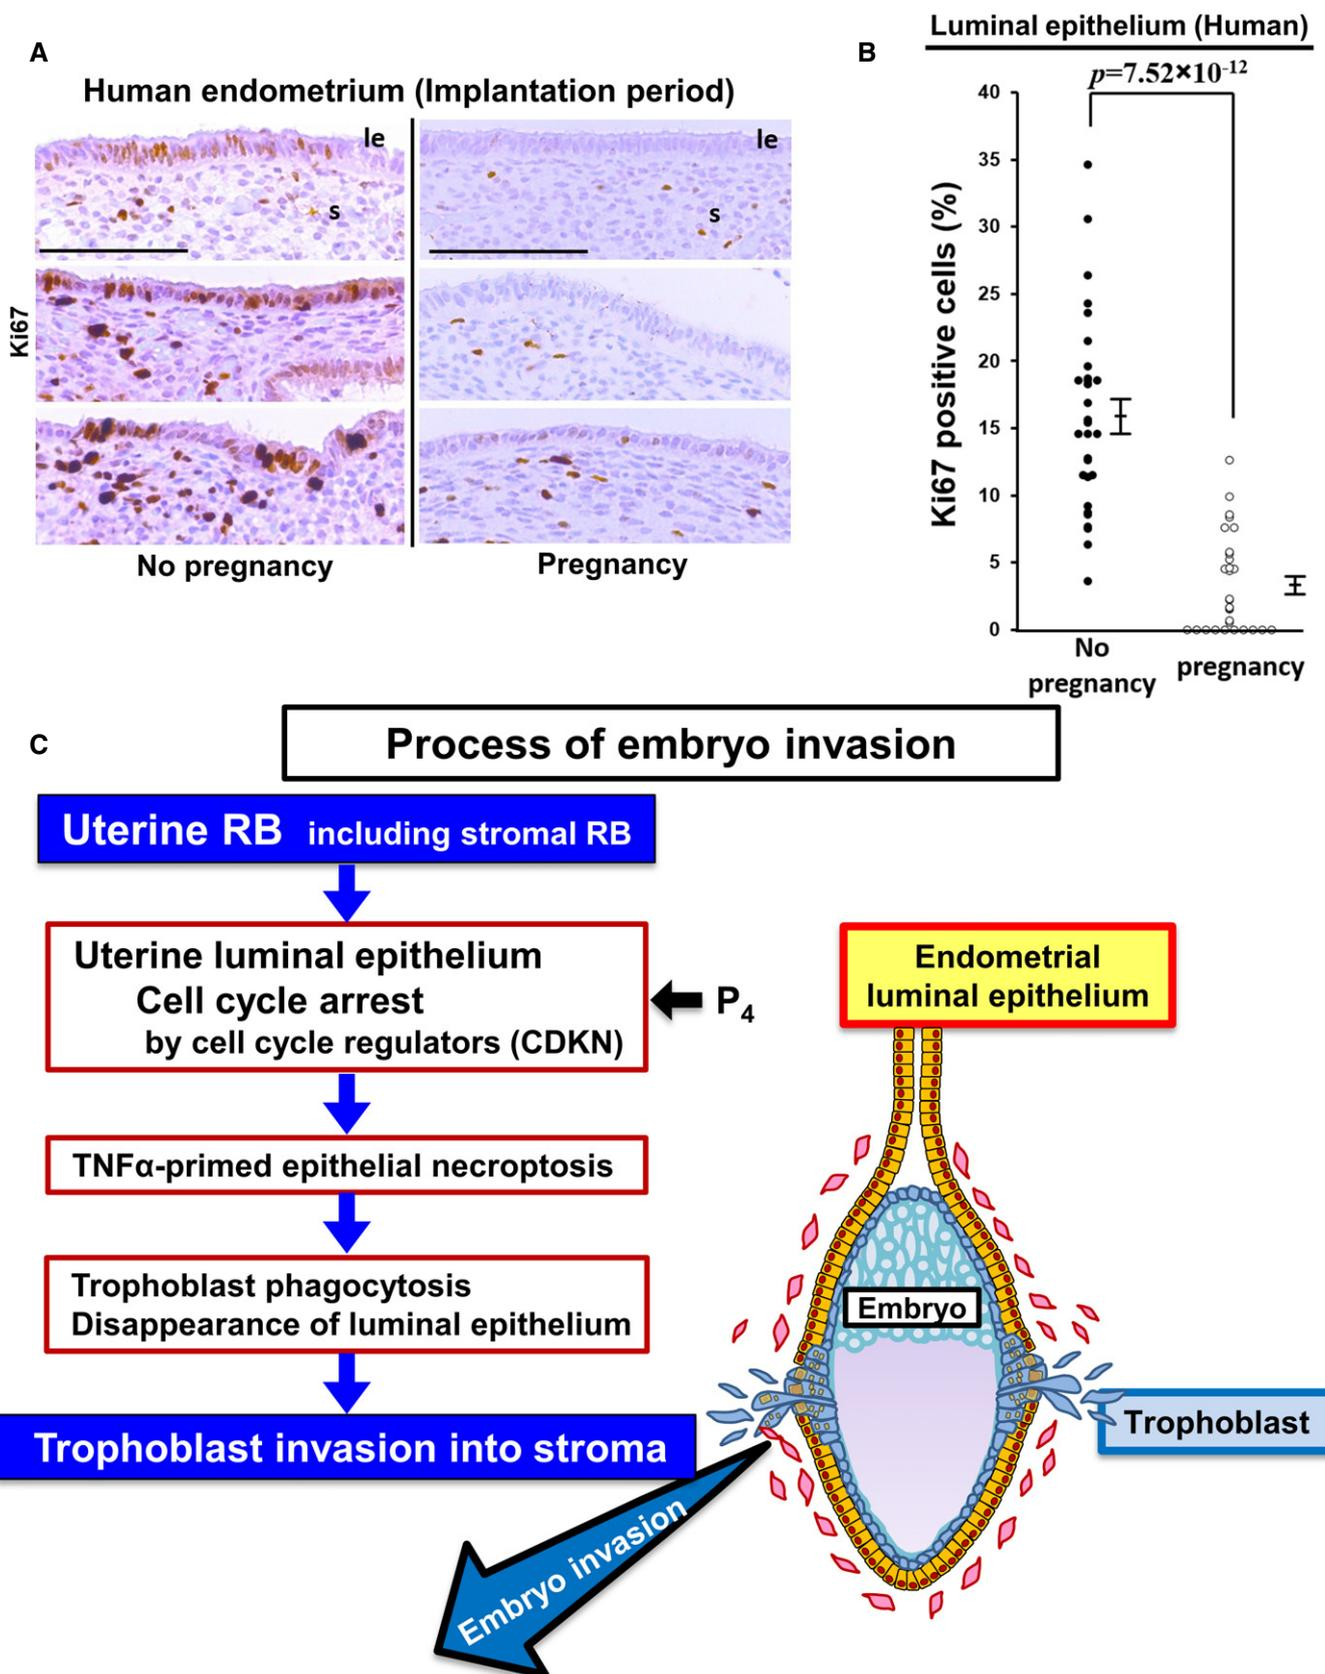 A
Human endometrium (Implantation period)
le
s
le
s
Ki67
No pregnancy
Pregnancy
B
Luminal epithelium (Human)
p=7.52×10-12
Ki67 positive cells (%)
40
35
30
25
20
15
10
5
0
No
pregnancy
pregnancy
C
Process of embryo invasion
Uterine RB including stromal RB
Uterine luminal epithelium
Cell cycle arrest
by cell cycle regulators (CDKN)
P4
TNFα-primed epithelial necroptosis
Trophoblast phagocytosis
Disappearance of luminal epithelium
Trophoblast invasion into stroma
Embryo invasion
Endometrial
luminal epithelium
Embryo
Trophoblast